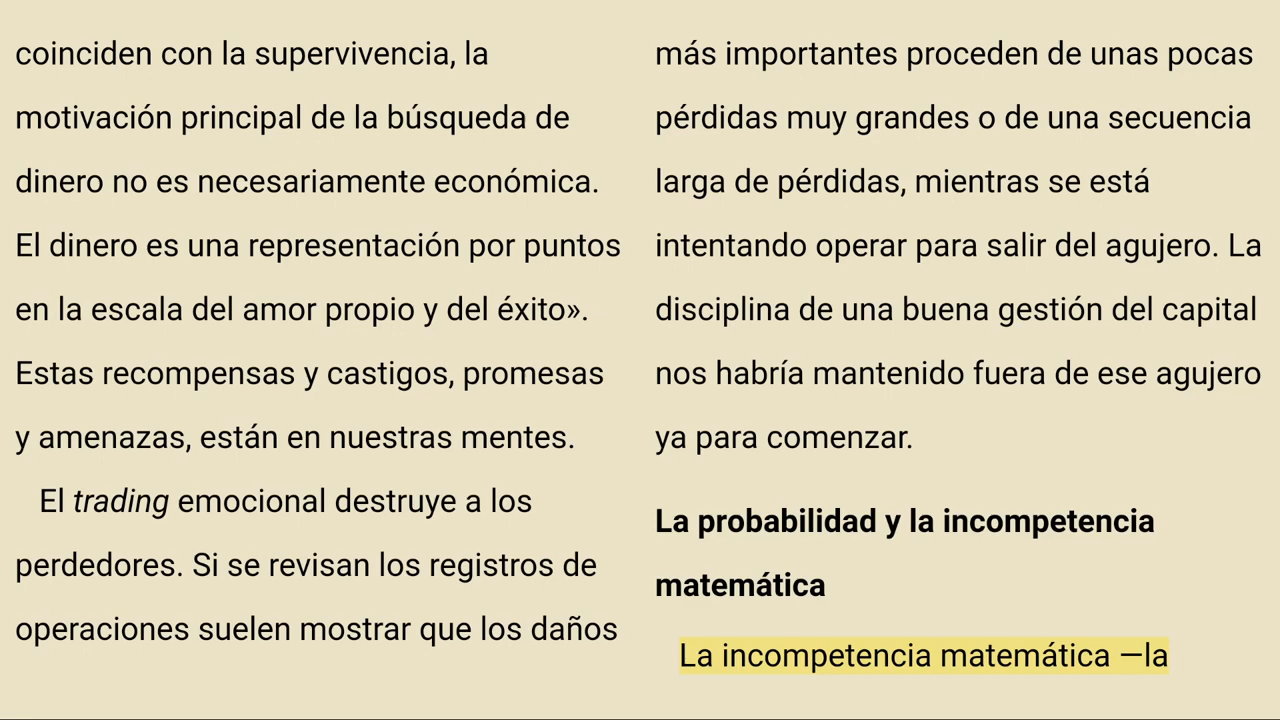 coinciden con la supervivencia, la
motivación principal de la búsqueda de
dinero no es necesariamente económica.
El dinero es una representación por puntos
en la escala del amor propio y del éxito».
Estas recompensas y castigos, promesas
y amenazas, están en nuestras mentes.
El trading emocional destruye a los
perdedores. Si se revisan los registros de
operaciones suelen mostrar que los daños
más importantes proceden de unas pocas
pérdidas muy grandes o de una secuencia
larga de pérdidas, mientras se está
intentando operar para salir del agujero. La
disciplina de una buena gestión del capital
nos habría mantenido fuera de ese agujero
ya para comenzar.
La probabilidad y la incompetencia
matemática
La incompetencia matemática —la